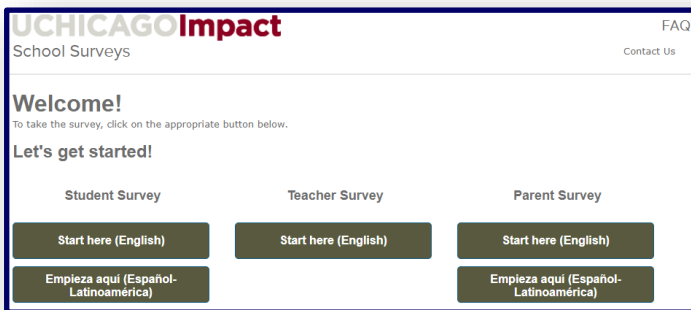 UCHICAGOImpact
FAQ
School Surveys
Contact Us
Welcome!
To take the survey, click on the appropriate button below.
Let's get started!
Student Survey
Teacher Survey
Parent Survey
Start here (English)
Start here (English)
Start here (English)
Empieza aquí (Español-
Latinoamérica)
Empieza aquí (Español-
Latinoamérica)